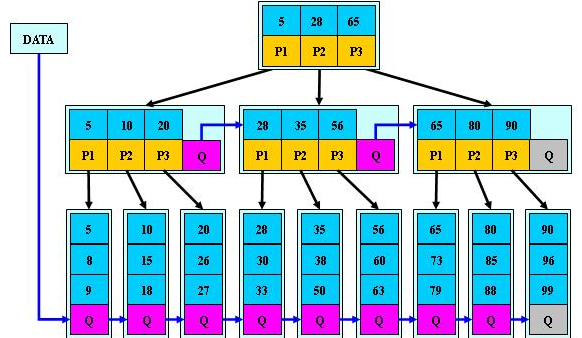 5 28 65
DATA
P1 P2 P3
5 10 20
28 35 56
65 80 90
P1 P2 P3 Q
P1 P2 P3 Q
P1 P2 P3 Q
5 10 20 28 35 56 65 80 90
8 15 26 30 38 60 73 85 96
9 18 27 33 50 63 79 88 99
Q Q Q Q Q Q Q Q Q